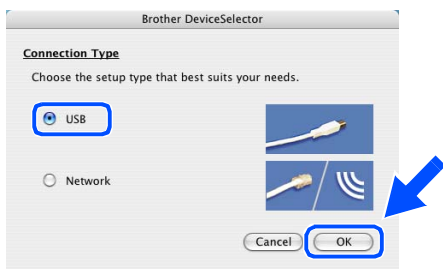 Brother DeviceSelector
Connection Type
Choose the setup type that best suits your needs.
USB
Network
Cancel OK